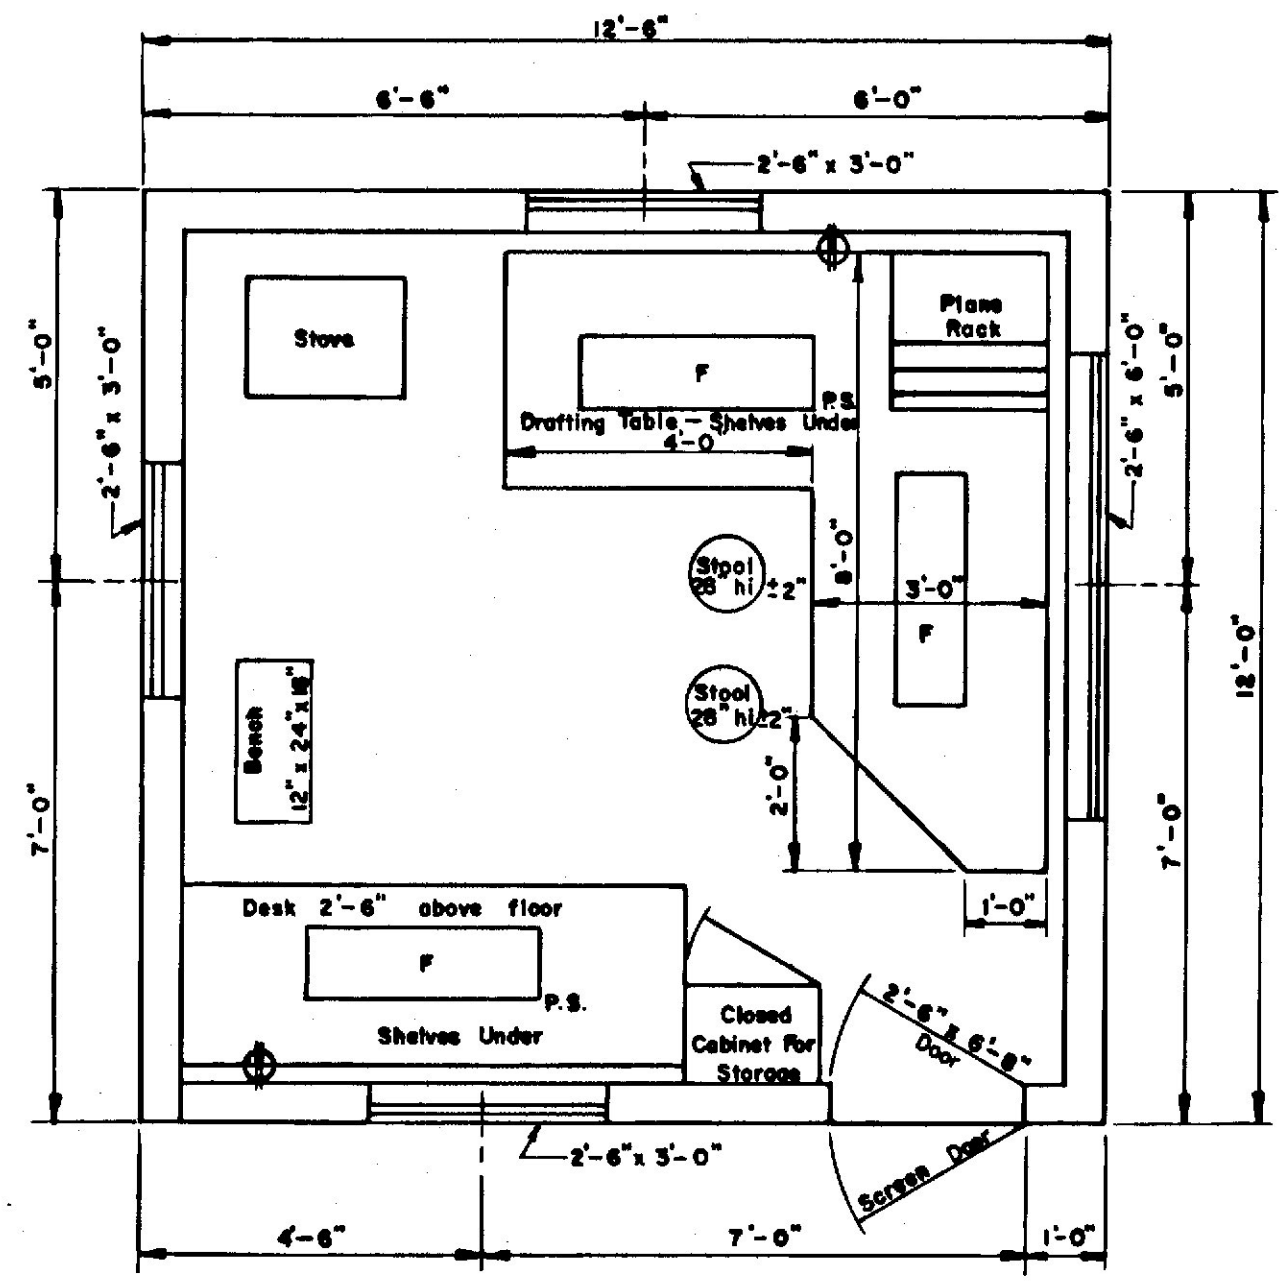 12'-6"
6'-6"
6'-0"
2'-6" x 3'-0"
5'-0"
2'-6" x 3'-0"
Stove
F
P.S.
Drafting Table — Shelves Under
4'-0"
Plane
Rack
2'-6" x 6'-0"
5'-0"
8'-0"
Stool
28" hi ±2"
3'-0"
F
12'-0"
Stool
28" hi ±2"
Bench
12" x 24" x 18"
2'-0"
7'-0"
7'-0"
1'-0"
Desk 2'-6" above floor
F
P.S.
Shelves Under
Closed
Cabinet For
Storage
2'-6" x 6'-8"
Door
Screen Door
2'-6" x 3'-0"
4'-6"
7'-0"
1'-0"